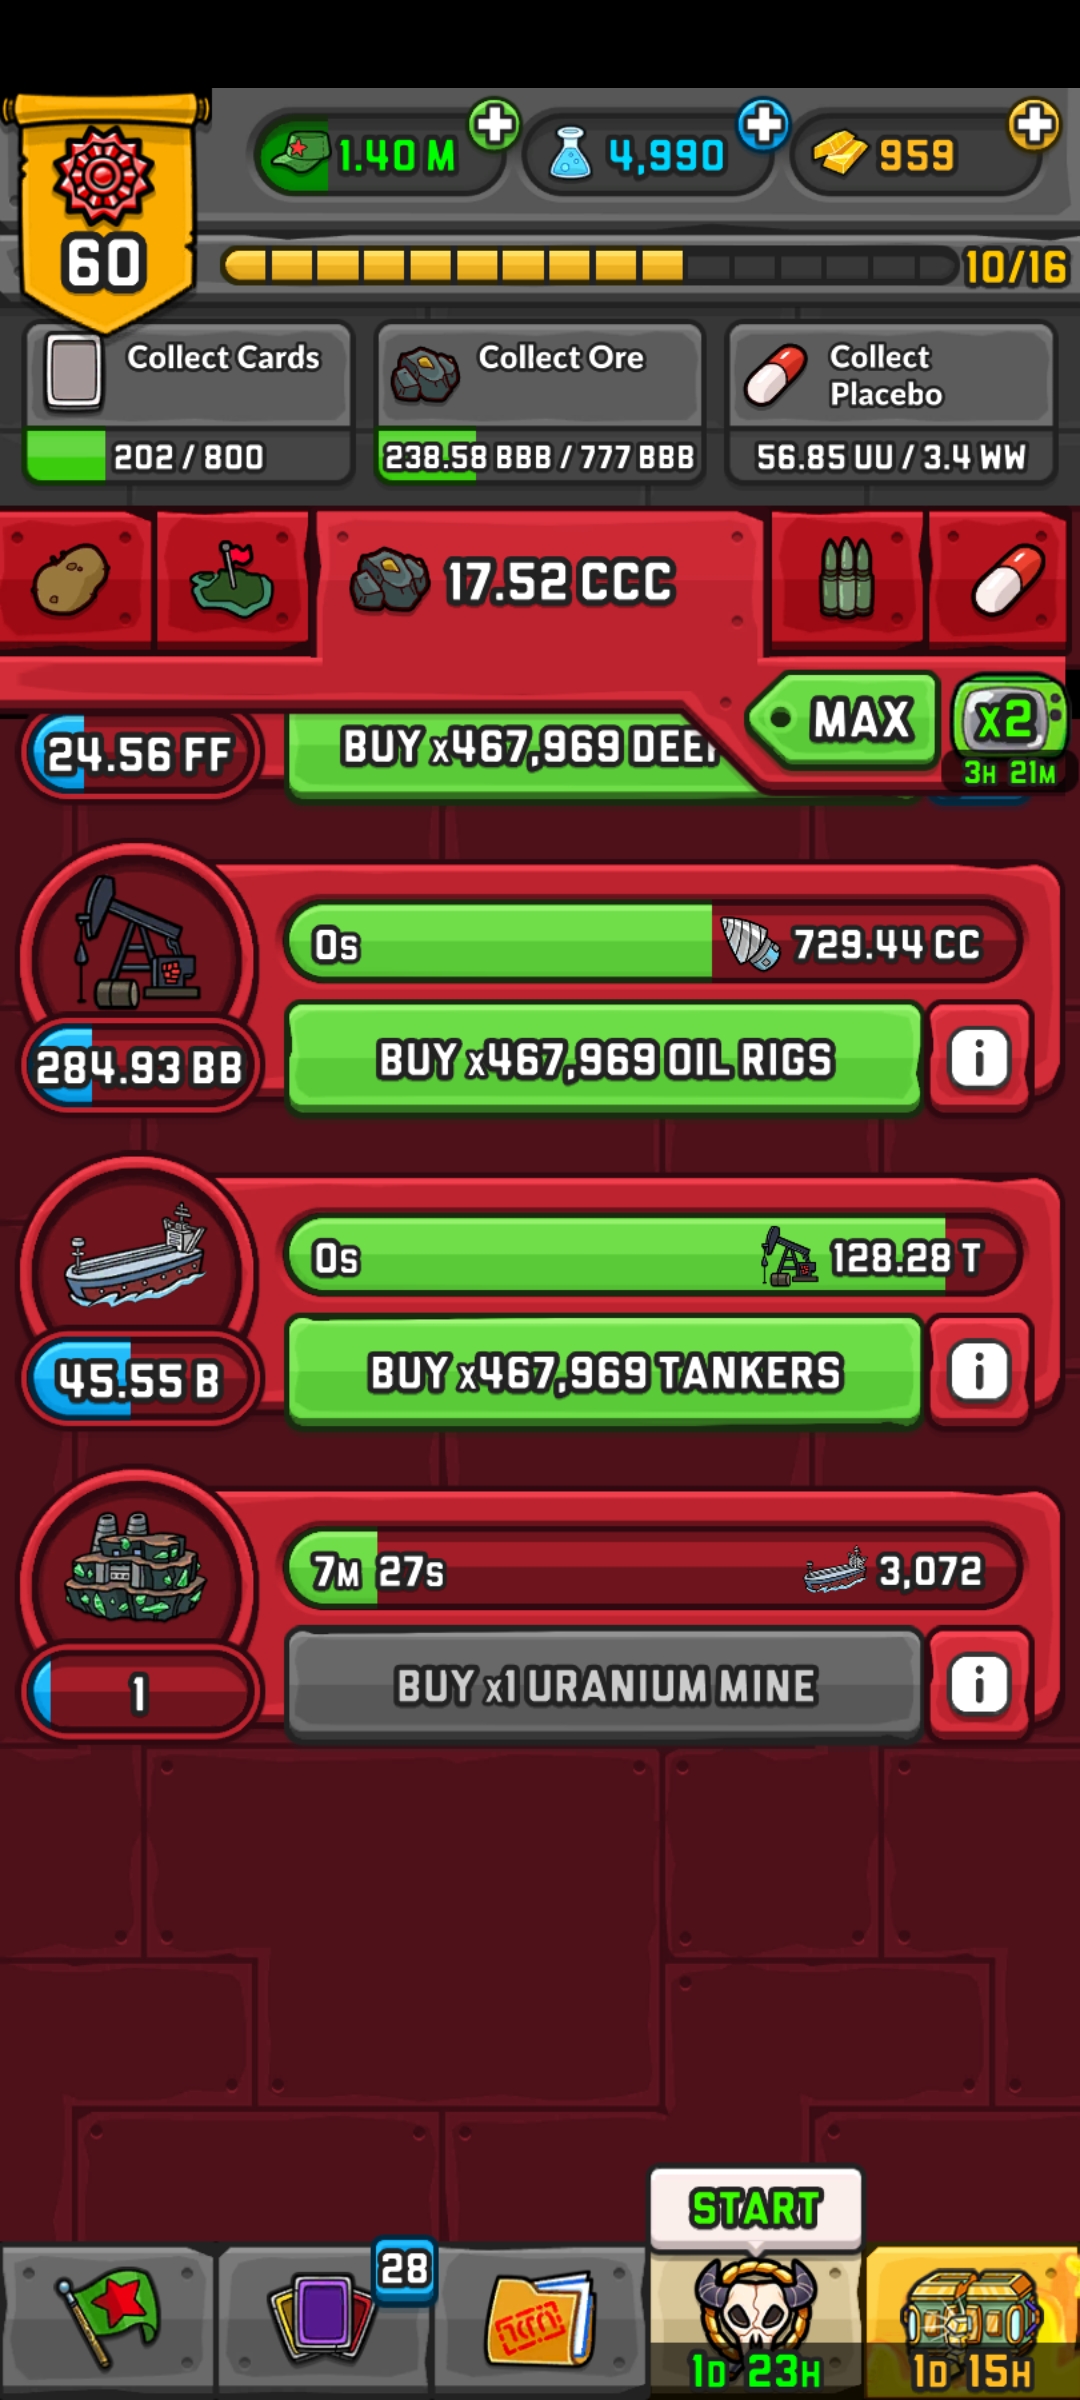 60
1.40 M
4,990
959
10/16
Collect Cards
202 / 800
Collect Ore
238.58 BBB / 777 BBB
Collect
Placebo
56.85 UU / 3.4 WW
17.52 CCC
MAX
x2
3H 21M
24.56 FF
BUY x467,969
0s
729.44 CC
284.93 BB
BUY x467,969 OIL RIGS
i
0s
128.28 T
45.55 B
BUY x467,969 TANKERS
i
7M 27s
3,072
1
BUY x1 URANIUM MINE
i
START
28
1D 23H
1D 15H